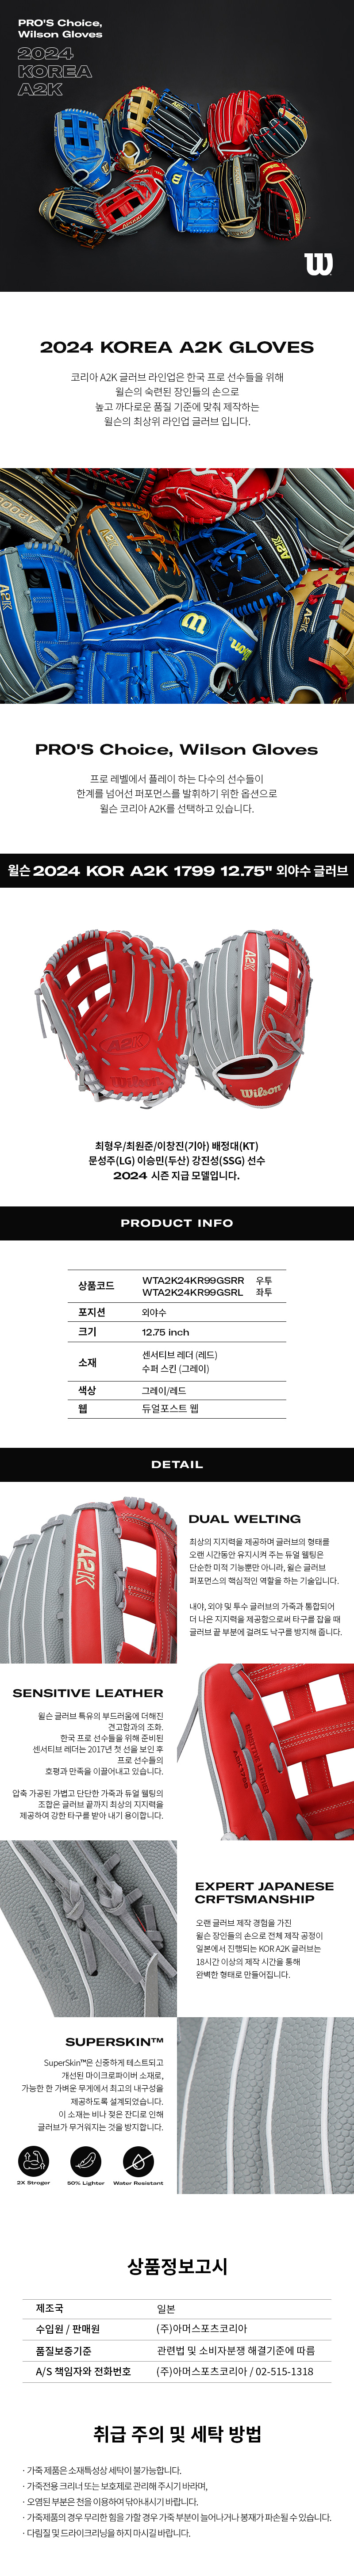 PRO'S Choice,
Wilson Gloves
2024
KOREA
A2K
W
2024 KOREA A2K GLOVES
코리아 A2K 글러브 라인업은 한국 프로 선수들을 위해
윌슨의 숙련된 장인들의 손으로
높고 까다로운 품질 기준에 맞춰 제작하는
윌슨의 최상위 라인업 글러브 입니다.
PRO'S Choice, Wilson Gloves
프로 레벨에서 플레이 하는 다수의 선수들이
한계를 넘어선 퍼포먼스를 발휘하기 위한 옵션으로
윌슨 코리아 A2K를 선택하고 있습니다.
윌슨 2024 KOR A2K 1799 12.75" 외야수 글러브
A2K
A2K
Wilson
최형우/최원준/이창진(기아) 배정대(KT)
문성주(LG) 이승민(두산) 강진성(SSG) 선수
2024 시즌 지급 모델입니다.
PRODUCT INFO
상품코드 WTA2K24KR99GSRR 우투
WTA2K24KR99GSRL 좌투
포지션 외야수
크기 12.75 inch
소재 센서티브 레더 (레드)
수퍼 스킨 (그레이)
색상 그레이/레드
웹 듀얼포스트 웹
DETAIL
A2K
DUAL WELTING
최상의 지지력을 제공하며 글러브의 형태를
오랜 시간동안 유지시켜 주는 듀얼 웰팅은
단순한 미적 기능뿐만 아니라, 윌슨 글러브
퍼포먼스의 핵심적인 역할을 하는 기술입니다.
내야, 외야 및 투수 글러브의 가죽과 통합되어
더 나은 지지력을 제공함으로써 타구를 잡을 때
글러브 끝 부분에 걸려도 낙구를 방지해 줍니다.
SENSITIVE LEATHER
윌슨 글러브 특유의 부드러움에 더해진
견고함과의 조화.
한국 프로 선수들을 위해 준비된
센서티브 레더는 2017년 첫 선을 보인 후
프로 선수들의
호평과 만족을 이끌어내고 있습니다.
압축 가공된 가볍고 단단한 가죽과 듀얼 웰팅의
조합은 글러브 끝까지 최상의 지지력을
제공하여 강한 타구를 받아 내기 용이합니다.
SENSITIVE LEATHER
MADE IN JAPAN
EXPERT JAPANESE
CRFTSMANSHIP
오랜 글러브 제작 경험을 가진
윌슨 장인들의 손으로 전체 제작 공정이
일본에서 진행되는 KOR A2K 글러브는
18시간 이상의 제작 시간을 통해
완벽한 형태로 만들어집니다.
SUPERSKIN™
SuperSkin™은 신중하게 테스트되고
개선된 마이크로파이버 소재로,
가능한 한 가벼운 무게에서 최고의 내구성을
제공하도록 설계되었습니다.
이 소재는 비나 젖은 잔디로 인해
글러브가 무거워지는 것을 방지합니다.
2X Stroger 50% Lighter Water Resistant
상품정보고시
제조국 일본
수입원 / 판매원 (주)아머스포츠코리아
품질보증기준 관련법 및 소비자분쟁 해결기준에 따름
A/S 책임자와 전화번호 (주)아머스포츠코리아 / 02-515-1318
취급 주의 및 세탁 방법
· 가죽 제품은 소재특성상 세탁이 불가능합니다.
· 가죽전용 크리너 또는 보호제로 관리해 주시기 바라며,
· 오염된 부분은 천을 이용하여 닦아내시기 바랍니다.
· 가죽제품의 경우 무리한 힘을 가할 경우 가죽 부분이 늘어나거나 봉재가 파손될 수 있습니다.
· 다림질 및 드라이크리닝을 하지 마시길 바랍니다.